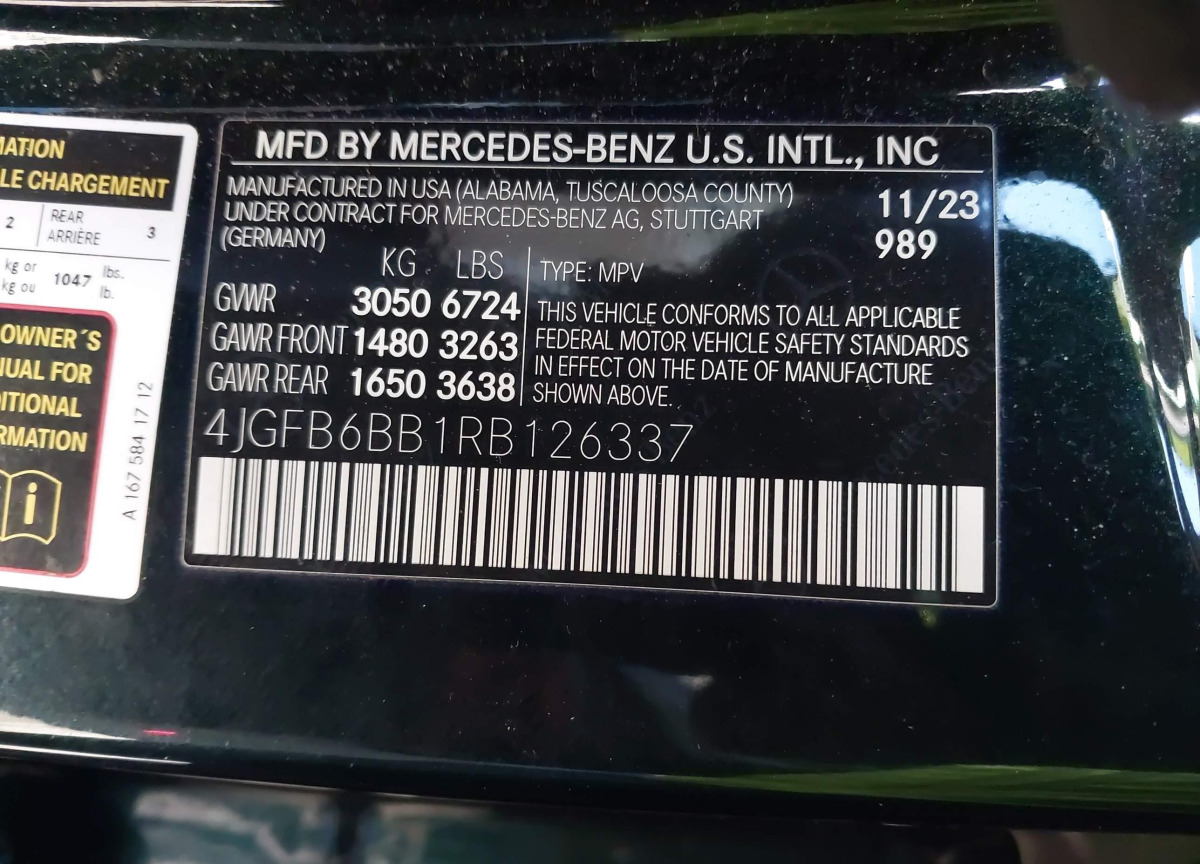 MATION
LE CHARGEMENT
2 REAR ARRIÈRE 3
kg or kg ou 1047 lbs. lb.
OWNER´S
NUAL FOR
DITIONAL
RMATION
i
A 167 584 17 12
MFD BY MERCEDES-BENZ U.S. INTL., INC
MANUFACTURED IN USA (ALABAMA, TUSCALOOSA COUNTY)
UNDER CONTRACT FOR MERCEDES-BENZ AG, STUTTGART
(GERMANY)
11/23
989
KG LBS
GVWR 3050 6724
GAWR FRONT 1480 3263
GAWR REAR 1650 3638
TYPE: MPV
THIS VEHICLE CONFORMS TO ALL APPLICABLE
FEDERAL MOTOR VEHICLE SAFETY STANDARDS
IN EFFECT ON THE DATE OF MANUFACTURE
SHOWN ABOVE.
4JGFB6BB1RB126337